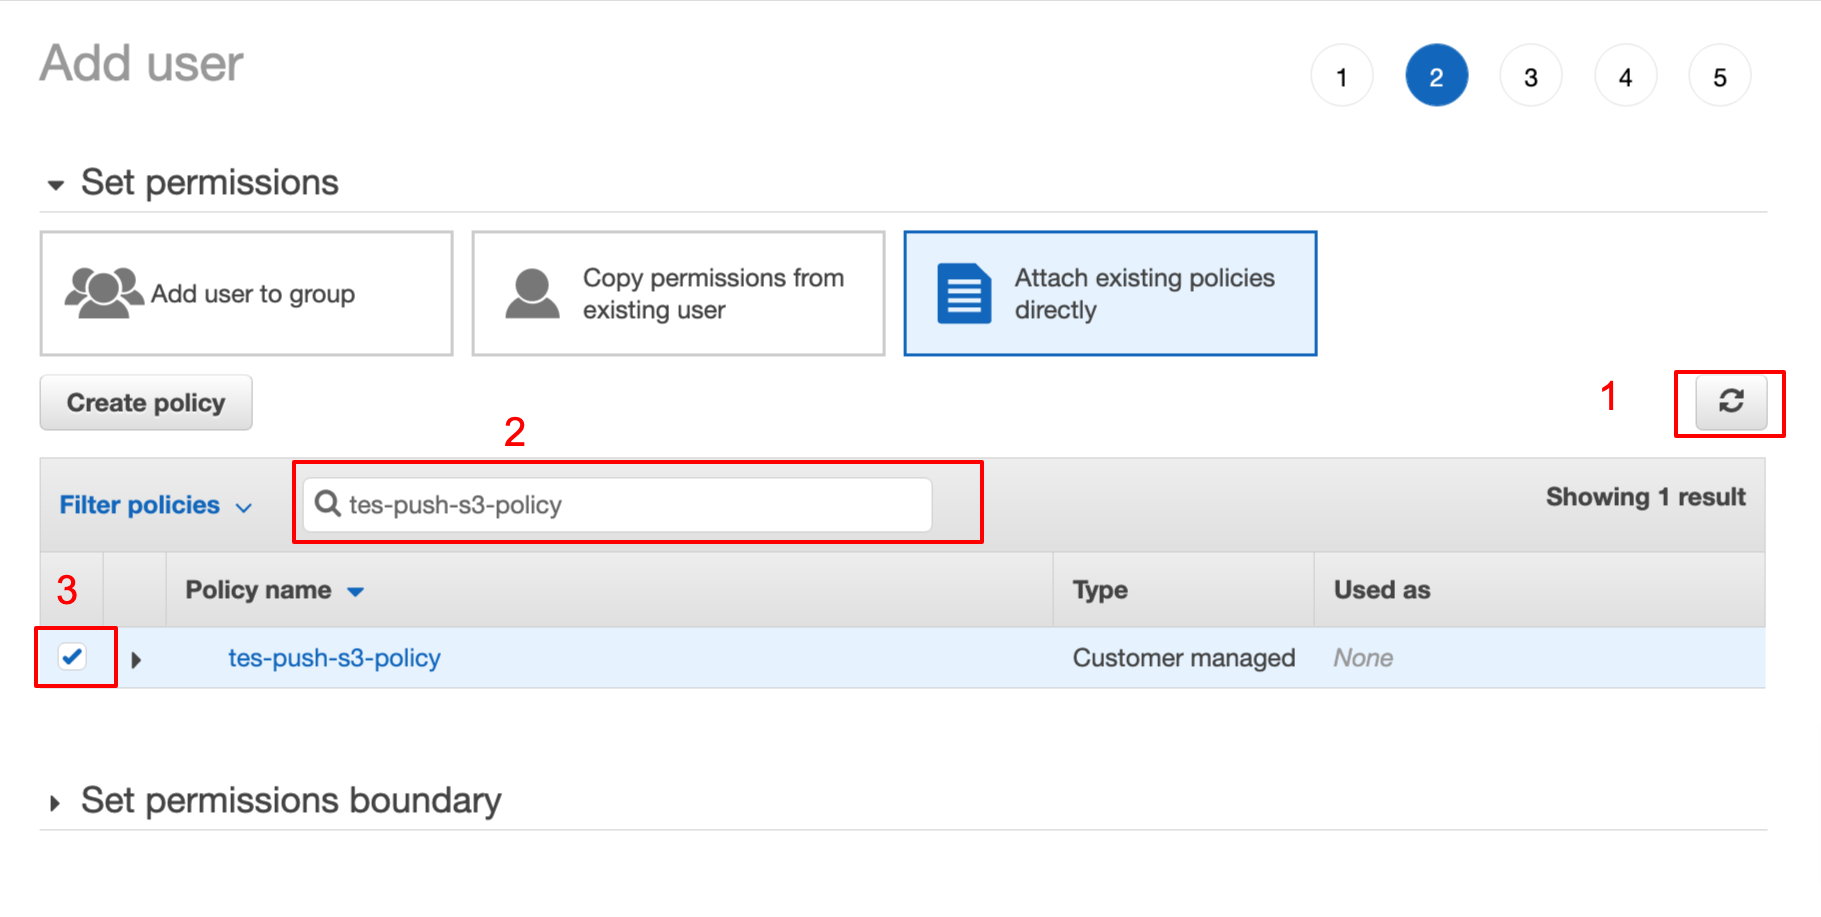 Add user
1 2 3 4 5
Set permissions
Add user to group
Copy permissions from
existing user
Attach existing policies
directly
Create policy
1
2
Filter policies
tes-push-s3-policy
Showing 1 result
3
Policy name
Type
Used as
tes-push-s3-policy
Customer managed
None
Set permissions boundary